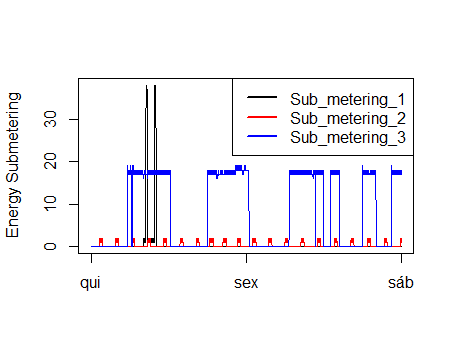 Sub_metering_1
Sub_metering_2
Sub_metering_3
Energy Submetering
30
20
10
0
qui sex sáb